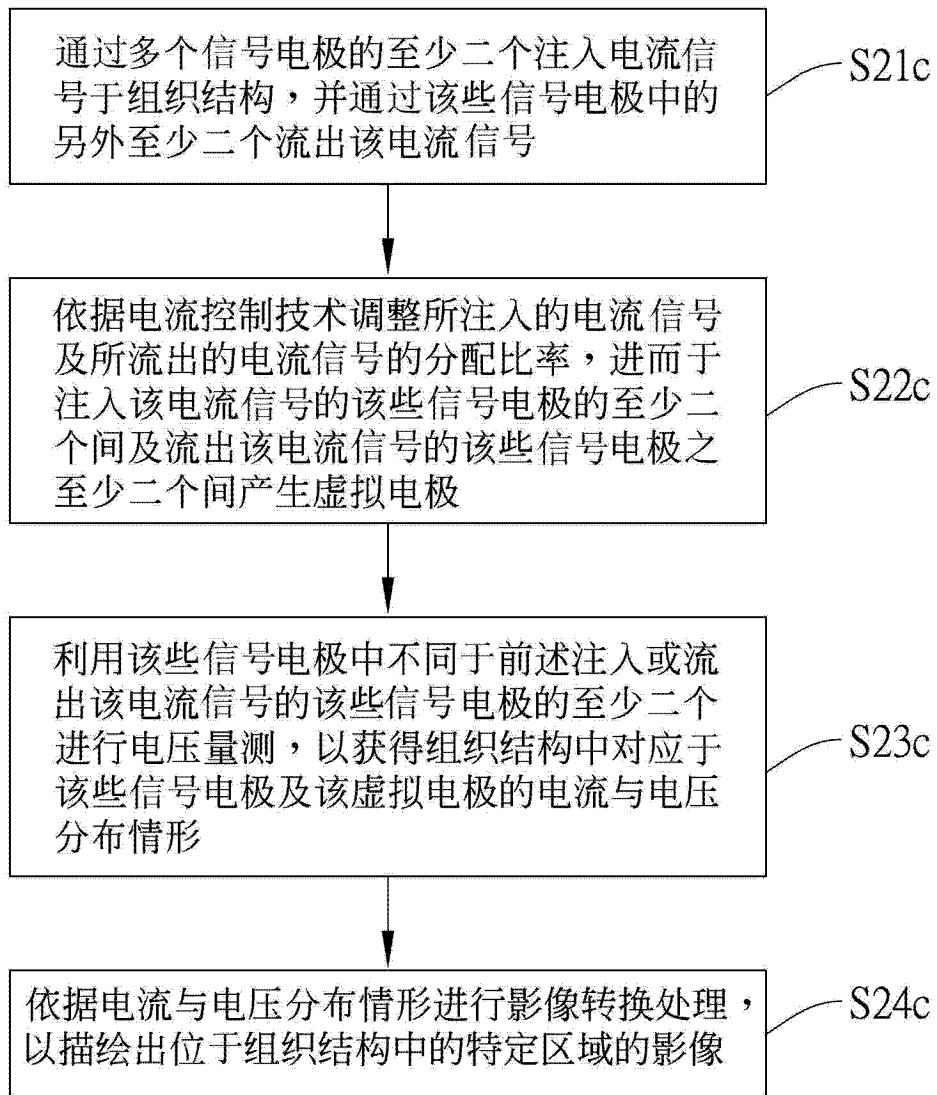 通过多个信号电极的至少二个注入电流信
号于组织结构，并通过该些信号电极中的
另外至少二个流出该电流信号
S21c
依据电流控制技术调整所注入的电流信号
及所流出的电流信号的分配比率，进而于
注入该电流信号的该些信号电极的至少二
个间及流出该电流信号的该些信号电极之
至少二个间产生虚拟电极
S22c
利用该些信号电极中不同于前述注入或流
出该电流信号的该些信号电极的至少二个
进行电压量测，以获得组织结构中对应于
该些信号电极及该虚拟电极的电流与电压
分布情形
S23c
依据电流与电压分布情形进行影像转换处理，
以描绘出位于组织结构中的特定区域的影像
S24c